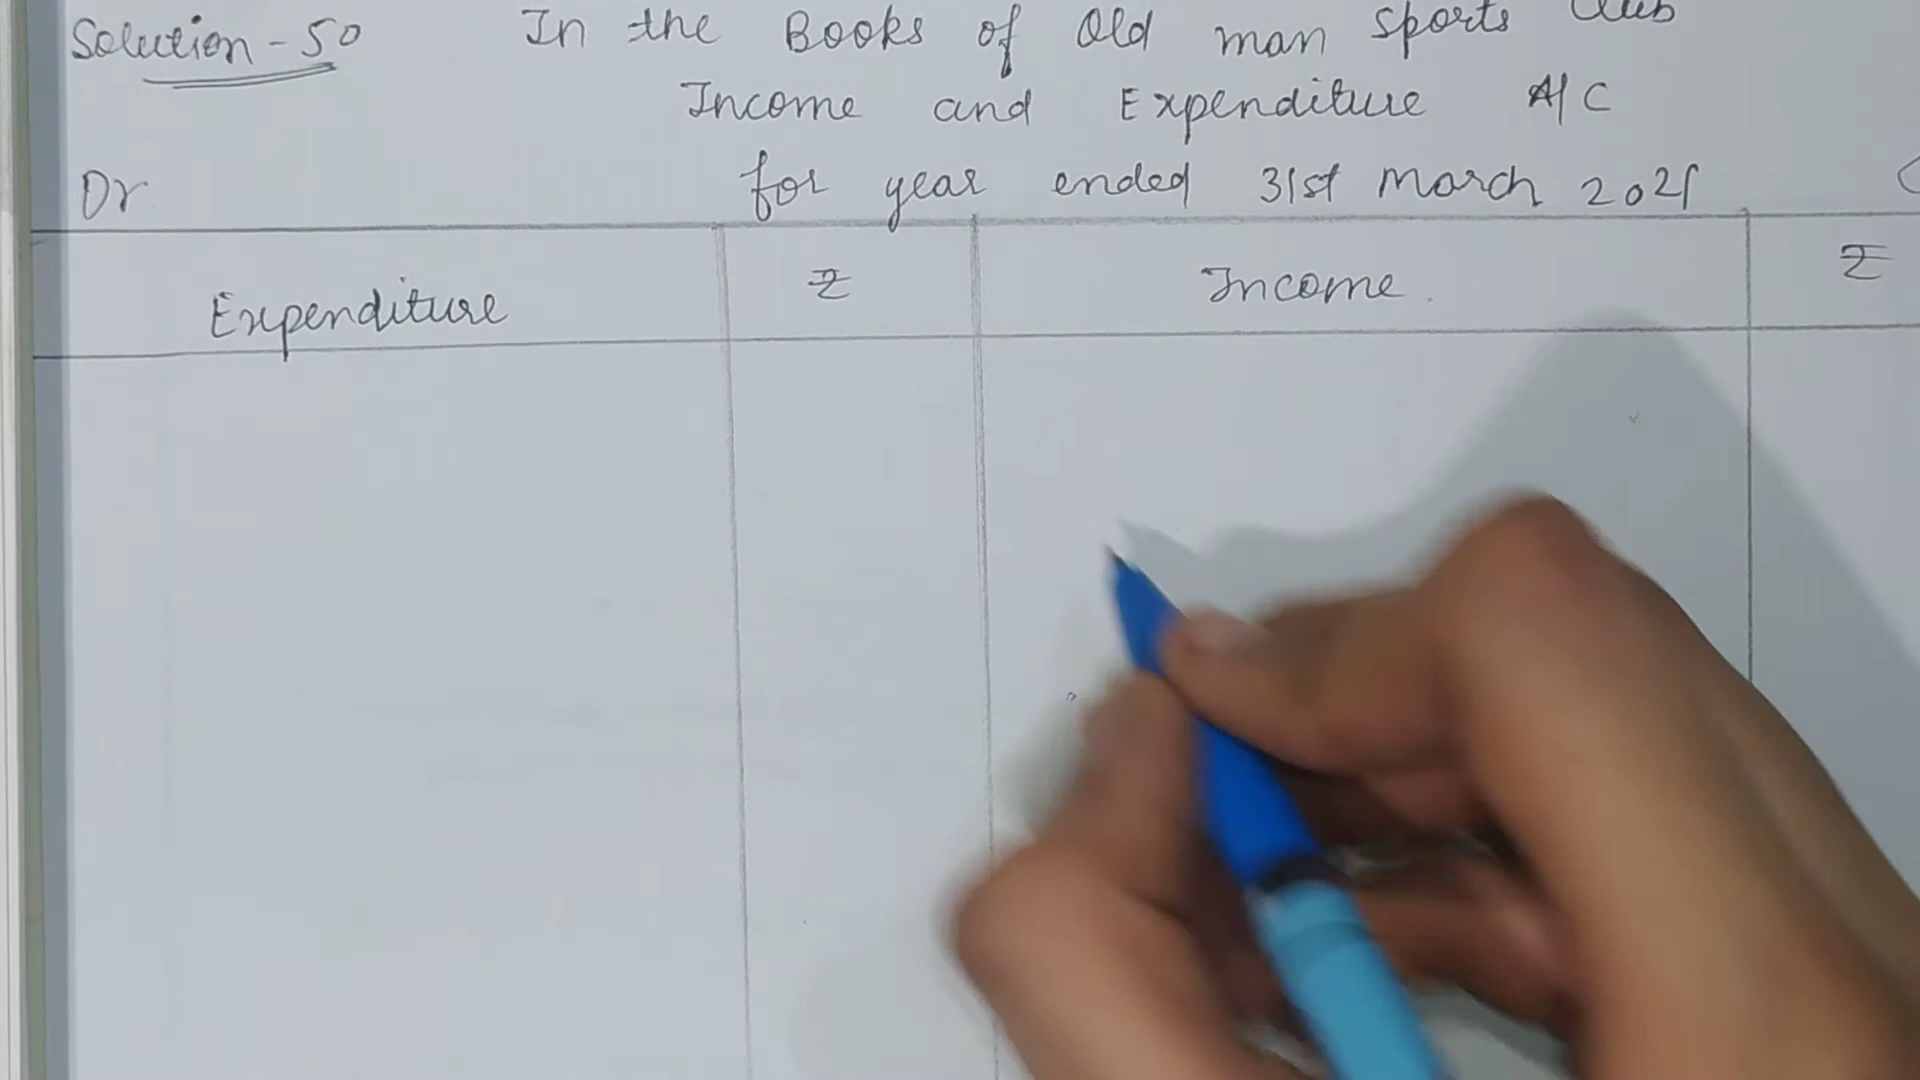 Solution - 50 In the Books of Old man Sports Club
Income and Expenditure A/C
Dr for year ended 31st March 2021
Expenditure ₹ Income ₹